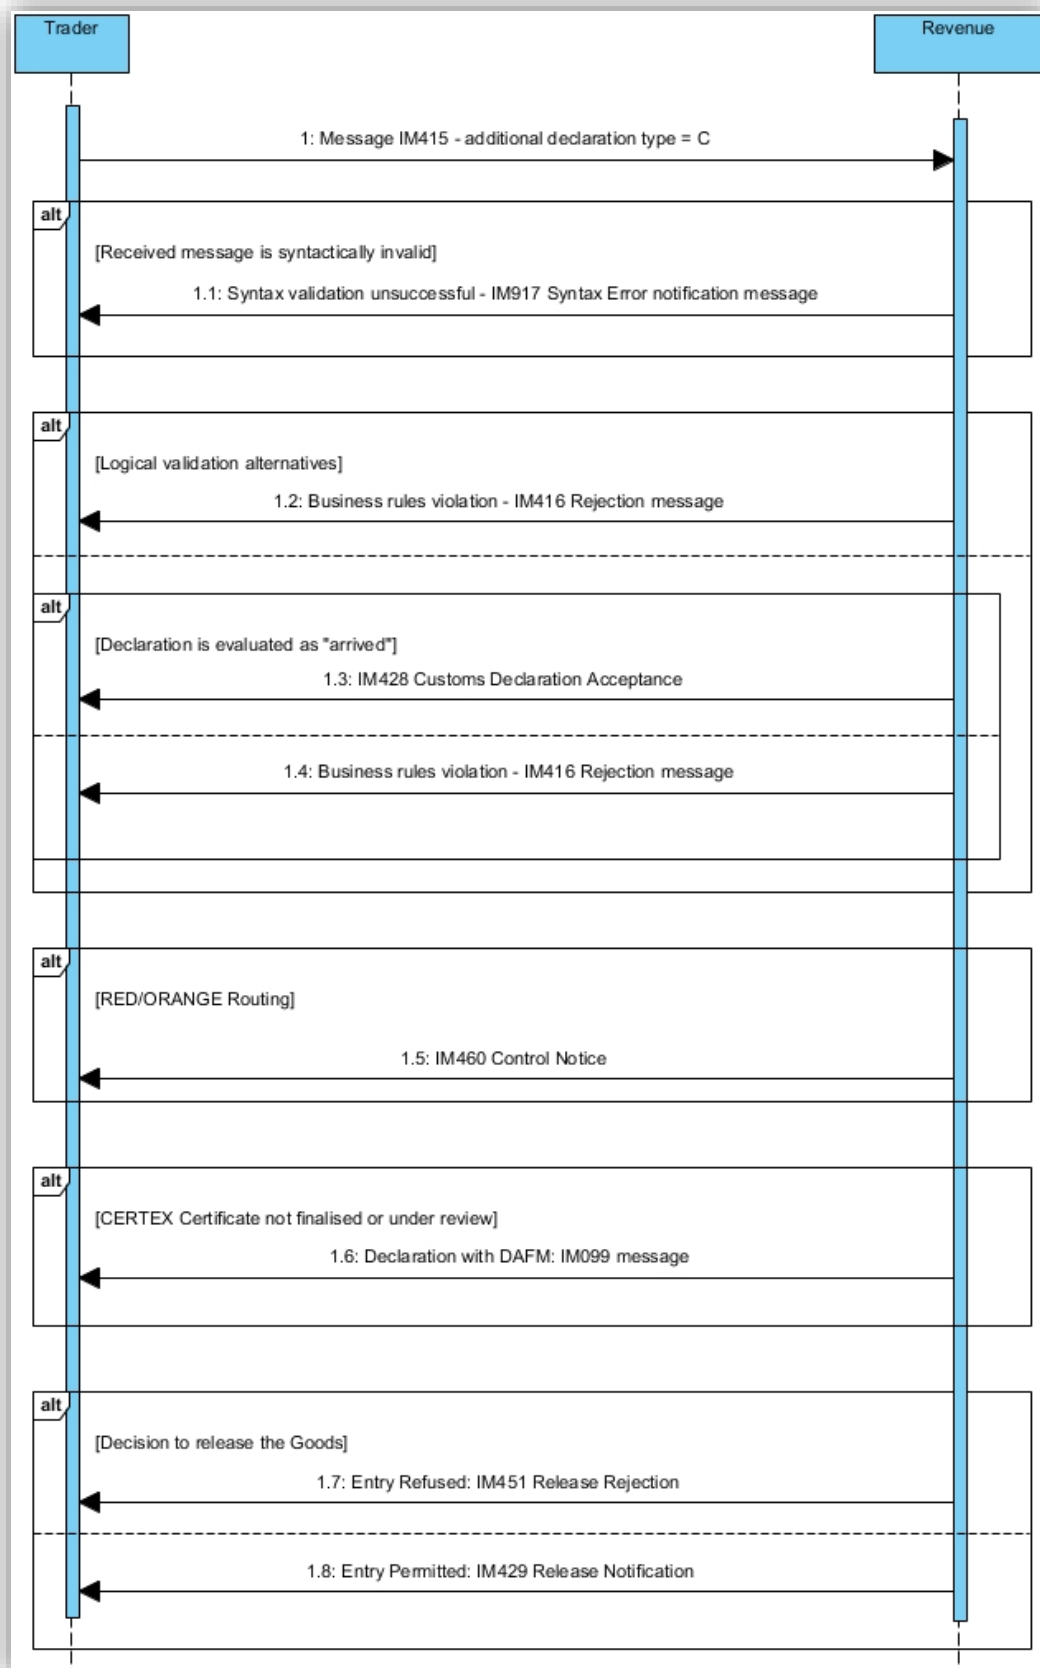 Trader
Revenue
1: Message IM415 - additional declaration type = C
alt
[Received message is syntactically invalid]
1.1: Syntax validation unsuccessful - IM917 Syntax Error notification message
alt
[Logical validation alternatives]
1.2: Business rules violation - IM416 Rejection message
alt
[Declaration is evaluated as "arrived"]
1.3: IM428 Customs Declaration Acceptance
1.4: Business rules violation - IM416 Rejection message
alt
[RED/ORANGE Routing]
1.5: IM460 Control Notice
alt
[CERTEX Certificate not finalised or under review]
1.6: Declaration with DAFM: IM099 message
alt
[Decision to release the Goods]
1.7: Entry Refused: IM451 Release Rejection
1.8: Entry Permitted: IM429 Release Notification